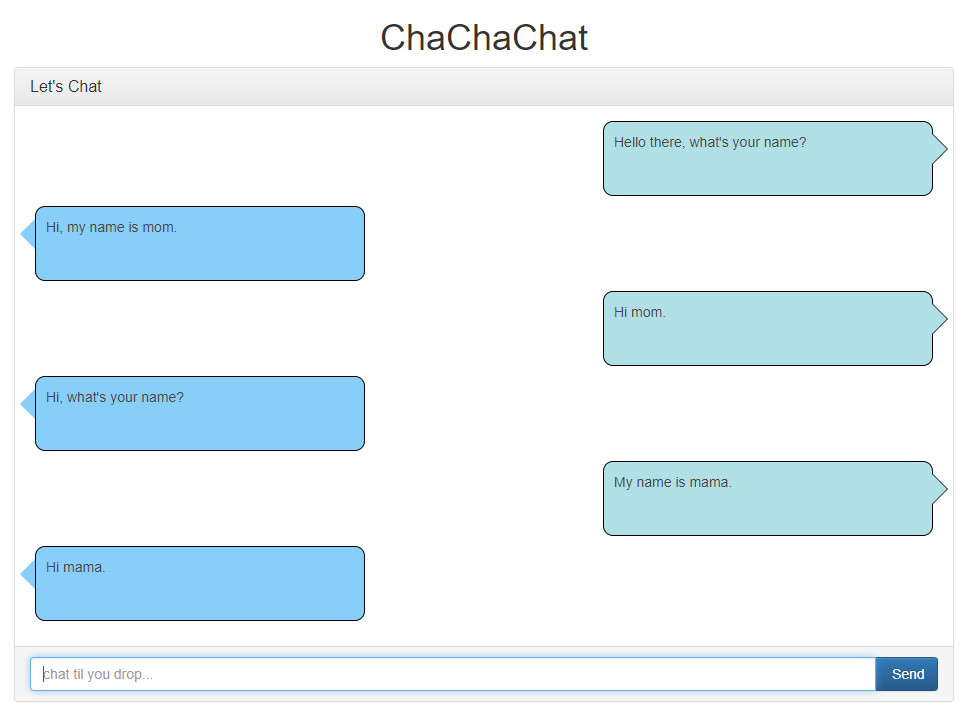 ChaChaChat
Let's Chat
Hello there, what's your name?
Hi, my name is mom.
Hi mom.
Hi, what's your name?
My name is mama.
Hi mama.
chat til you drop...
Send